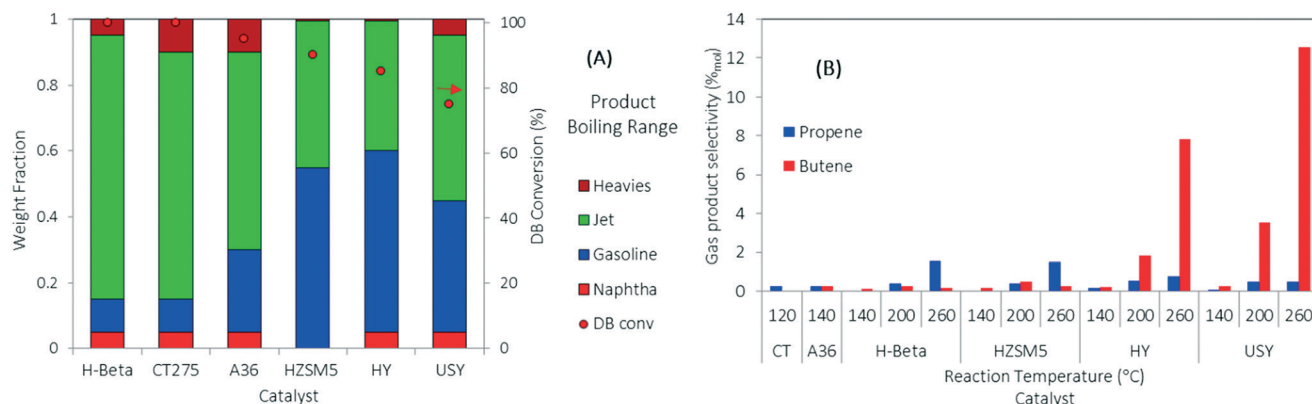 (A)
Weight Fraction
1
0.8
0.6
0.4
0.2
0
100
80
60
40
20
0
DB Conversion (%)
H-Beta CT275 A36 HZSM5 HY USY
Catalyst
Product
Boiling Range
Heavies
Jet
Gasoline
Naphtha
DB conv
(B)
Gas product selectivity (%mol)
14
12
10
8
6
4
2
0
Propene
Butene
120 140 140 200 260 140 200 260 140 200 260 140 200 260
CT A36 H-Beta HZSM5 HY USY
Reaction Temperature (°C)
Catalyst